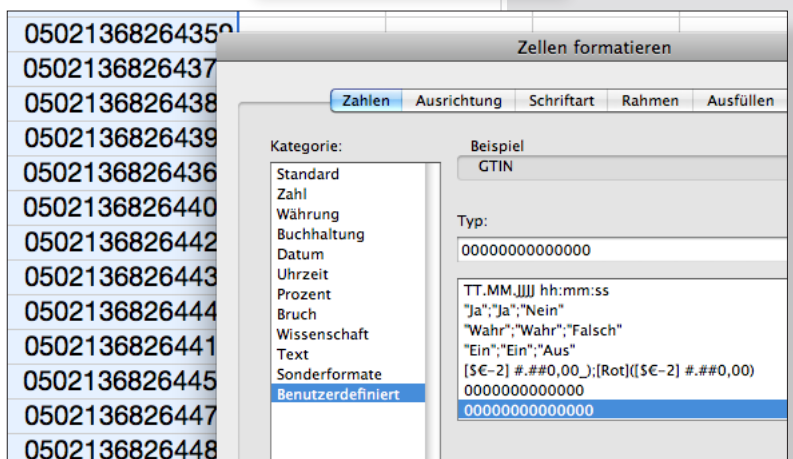 05021368264359
0502136826437
0502136826438
0502136826439
0502136826436
0502136826440
0502136826442
0502136826443
0502136826444
0502136826441
0502136826445
0502136826447
0502136826448
Zellen formatieren
Zahlen Ausrichtung Schriftart Rahmen Ausfüllen
Kategorie:
Standard
Zahl
Währung
Buchhaltung
Datum
Uhrzeit
Prozent
Bruch
Wissenschaft
Text
Sonderformate
Benutzerdefiniert
Beispiel
GTIN
Typ:
00000000000000
TT.MM.JJJJ hh:mm:ss
"Ja";"Ja";"Nein"
"Wahr";"Wahr";"Falsch"
"Ein";"Ein";"Aus"
[$€-2] #.##0,00_);[Rot]([$€-2] #.##0,00)
0000000000000
00000000000000